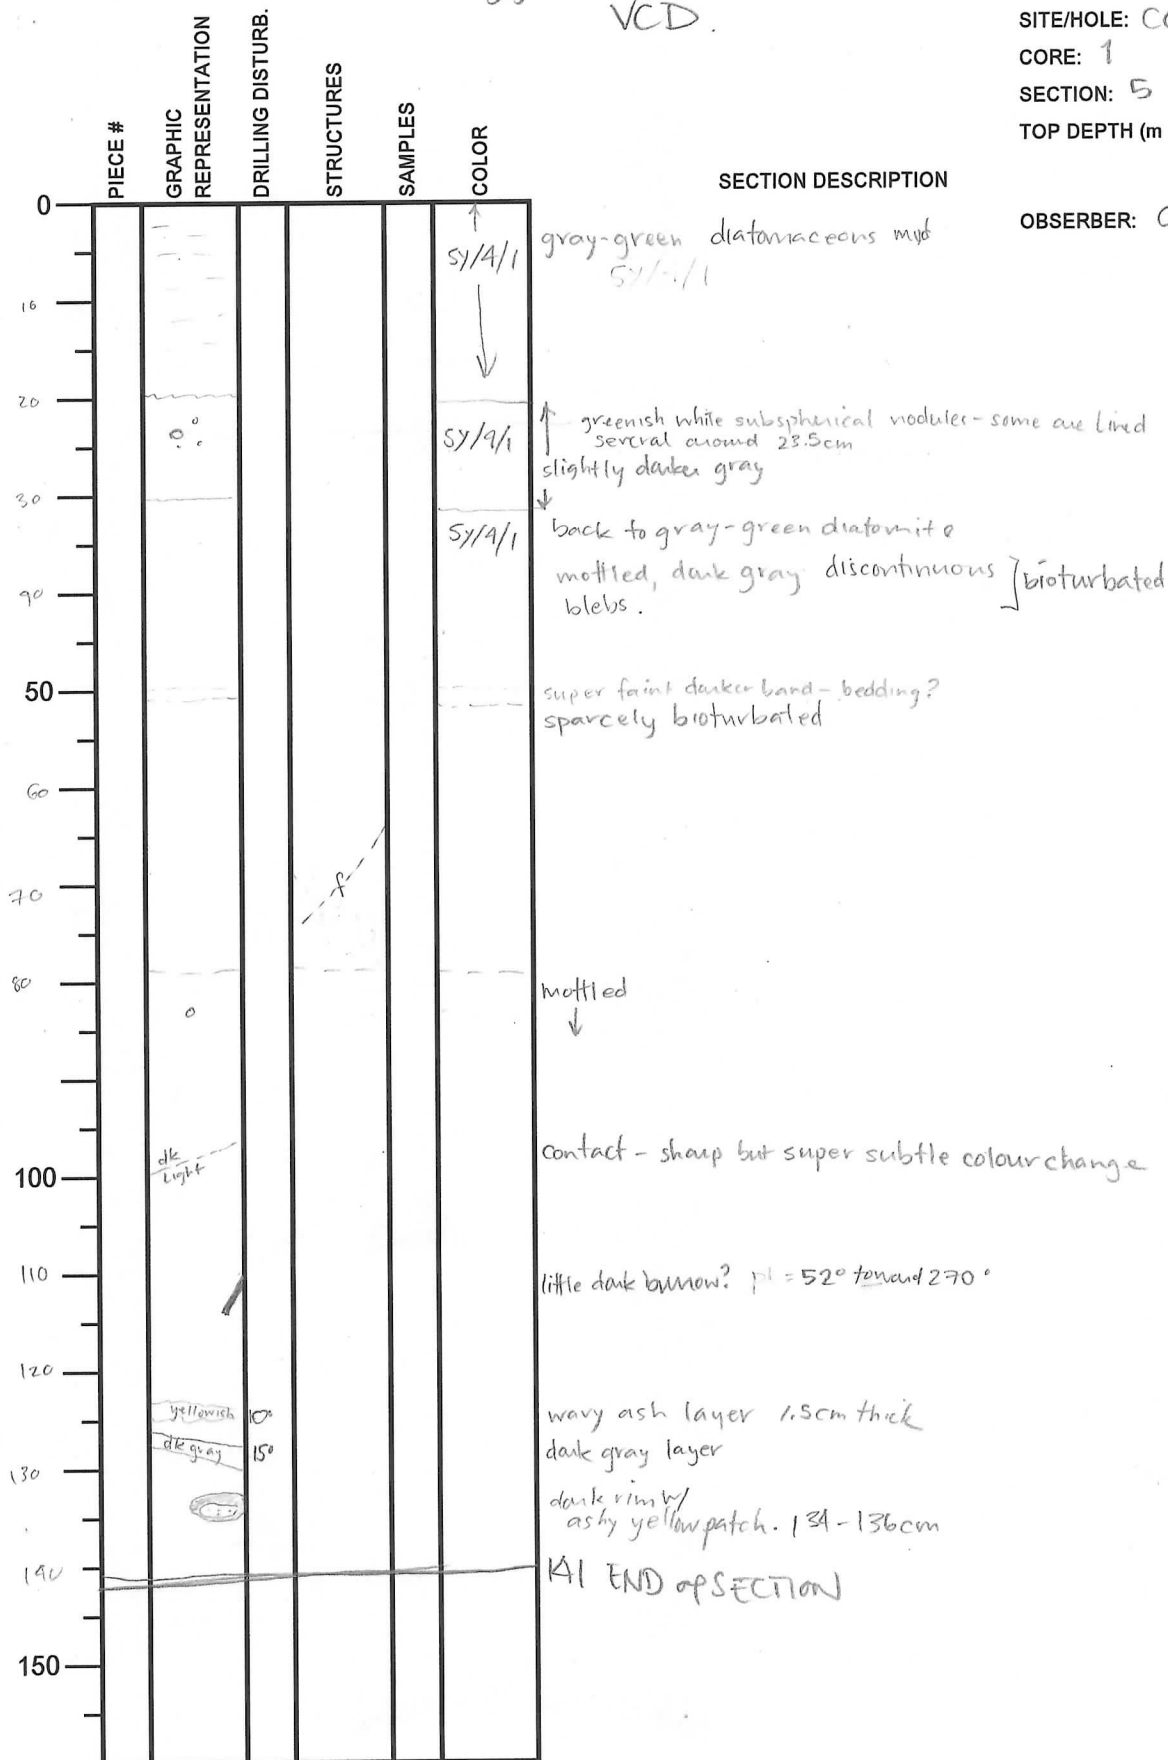 VCD.
SITE/HOLE:
CORE: 1
SECTION: 5
TOP DEPTH (m
OBSERBER:
PIECE #
GRAPHIC
REPRESENTATION
DRILLING DISTURB.
STRUCTURES
SAMPLES
COLOR
SECTION DESCRIPTION
0
5Y/4/1
gray-green diatomaceous mud
5Y/4/1
10
20
greenish white subspherical nodules - some are lined
several around 23.5cm
5Y/4/1
slightly darker gray
30
5Y/4/1
back to gray-green diatomite
mottled, dark gray discontinuous
bioturbated
blebs.
40
50
super faint darker band - bedding?
sparcely bioturbated
60
f
70
80
mottled
dk
light
contact - sharp but super subtle colour change
100
110
little dark burrow? pl = 52° toward 270°
120
yellowish
10°
wavy ash layer 1.5cm thick
dk gray
15°
dark gray layer
130
dark rim w/
ashy yellow patch. 134-136cm
140
141 END of SECTION
150